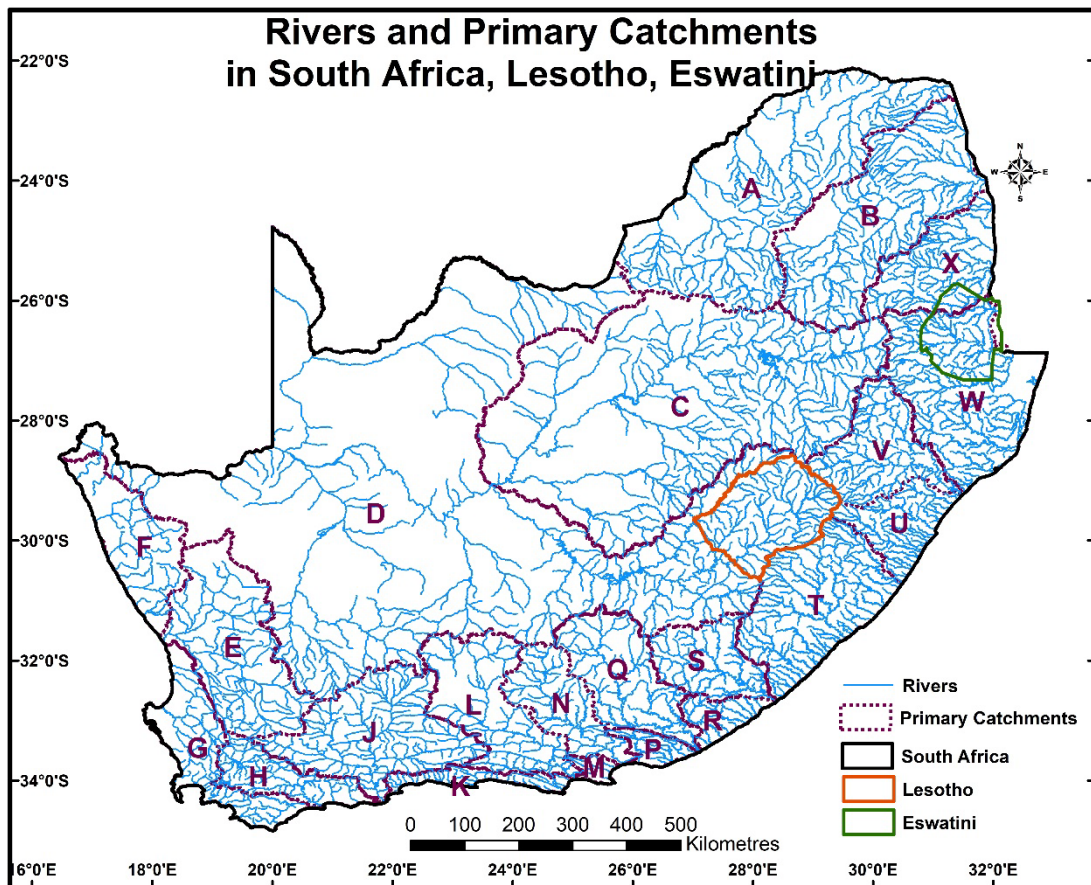 Rivers and Primary Catchments
in South Africa, Lesotho, Eswatini
22°0'S
24°0'S
26°0'S
28°0'S
30°0'S
32°0'S
34°0'S
N
W
E
S
A
B
X
C
W
V
D
U
F
T
E
Q
S
L
N
R
J
G
P
M
H
K
Rivers
Primary Catchments
South Africa
Lesotho
Eswatini
0 100 200 300 400 500
Kilometres
16°0'E 18°0'E 20°0'E 22°0'E 24°0'E 26°0'E 28°0'E 30°0'E 32°0'E